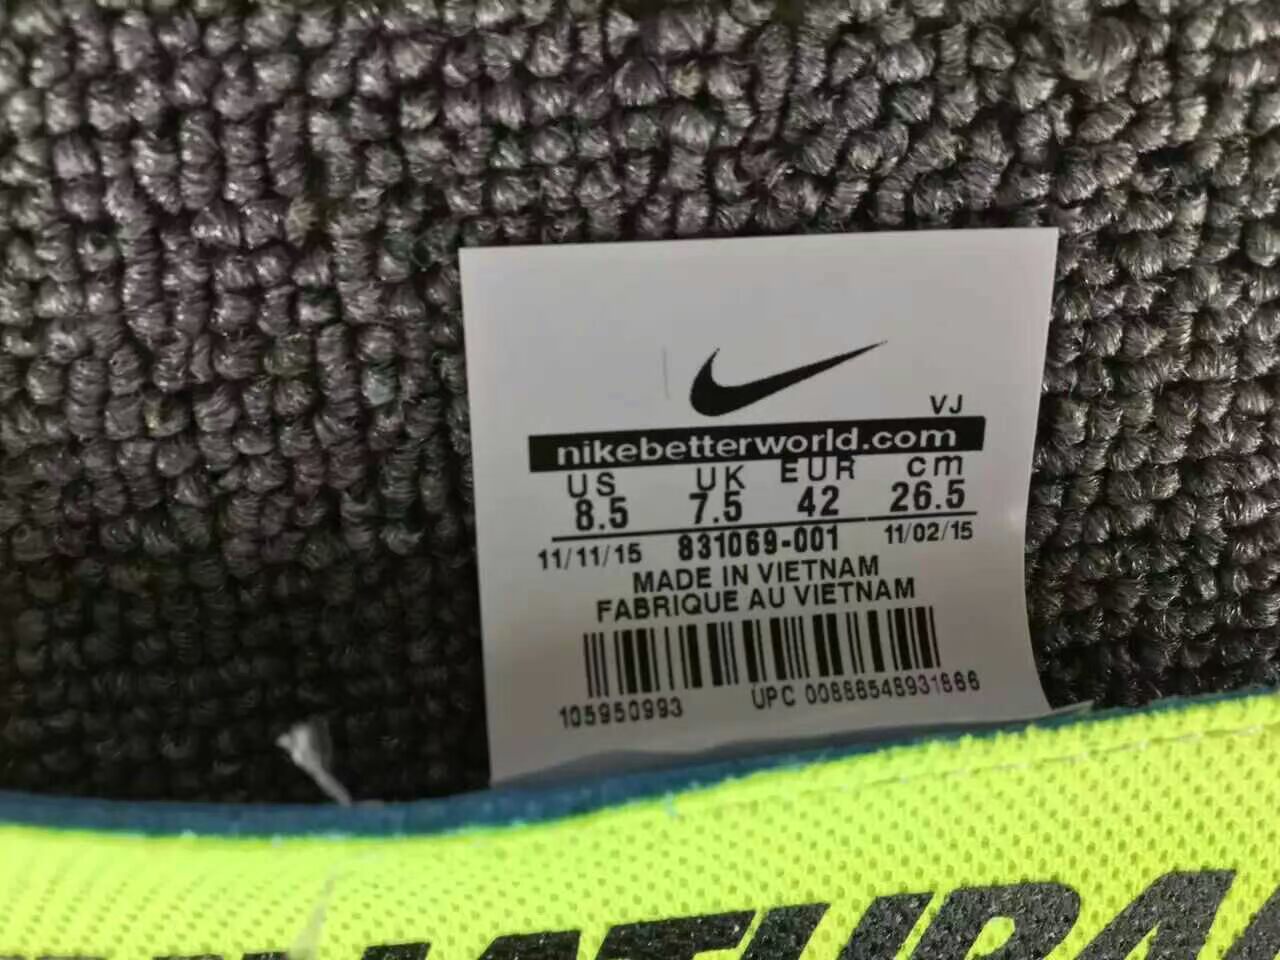 VJ
nikebetterworld.com
US UK EUR cm
8.5 7.5 42 26.5
11/11/15 831069-001 11/02/15
MADE IN VIETNAM
FABRIQUE AU VIETNAM
105950993 UPC 00886548931866